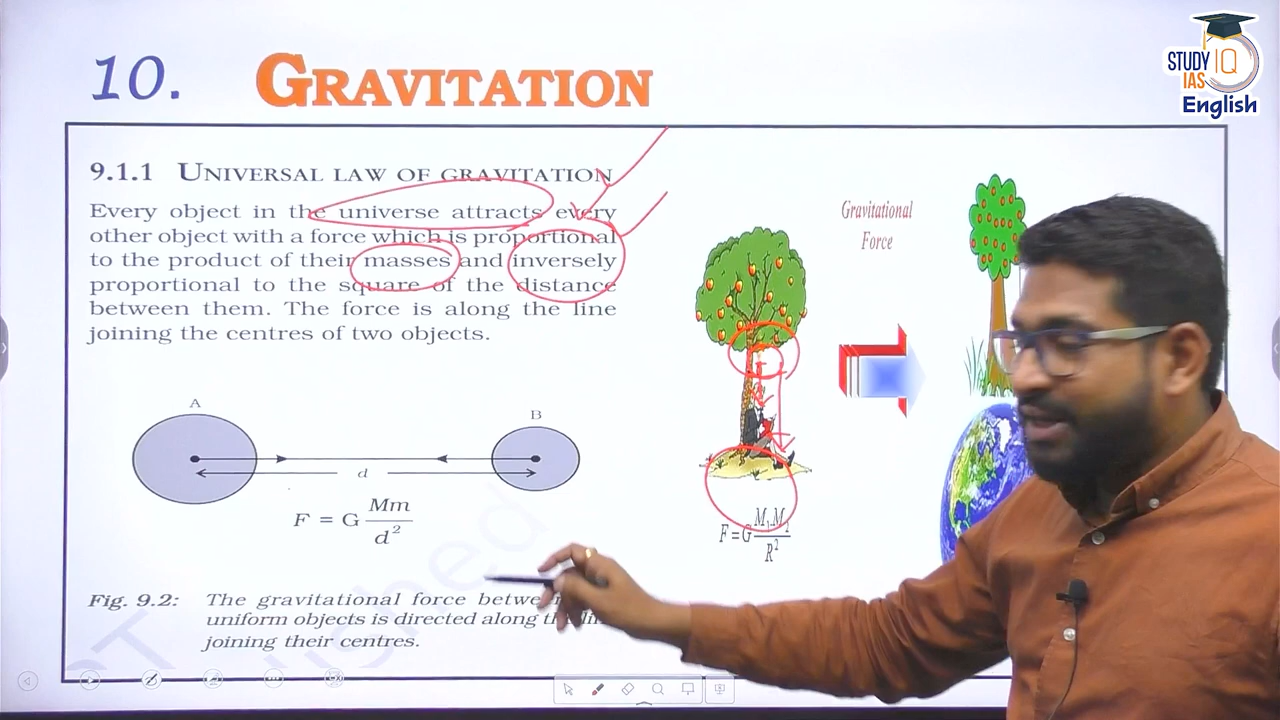 10. GRAVITATION
STUDY IQ
IAS
English
9.1.1 UNIVERSAL LAW OF GRAVITATION
Every object in the universe attracts every
other object with a force which is proportional
to the product of their masses and inversely
proportional to the square of the distance
between them. The force is along the line
joining the centres of two objects.
A
B
d
F = G Mm
d²
Fig. 9.2: The gravitational force between
uniform objects is directed along the
joining their centres.
Gravitational
Force
F=G M₁M₂
R²